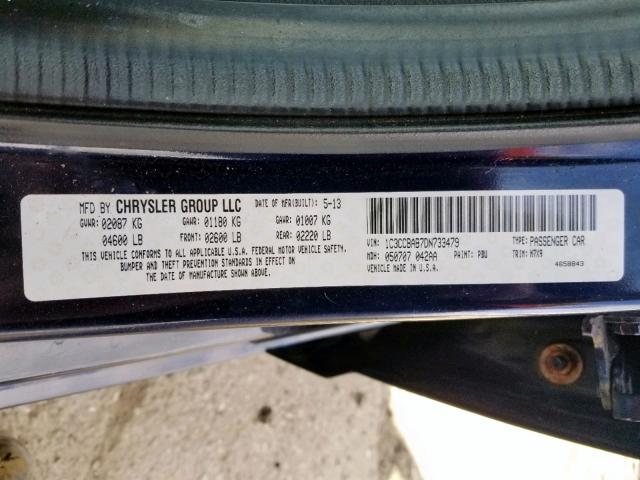 MFD BY CHRYSLER GROUP LLC DATE OF MFR(BUILT): 5-13
GVWR: 02087 KG GAWR: 01180 KG GAWR: 01007 KG
04600 LB FRONT: 02600 LB REAR: 02220 LB
THIS VEHICLE CONFORMS TO ALL APPLICABLE U.S.A. FEDERAL MOTOR VEHICLE SAFETY,
BUMPER AND THEFT PREVENTION STANDARDS IN EFFECT ON
THE DATE OF MANUFACTURE SHOWN ABOVE.
VIN: 1C3CCBAB7DN733479 TYPE: PASSENGER CAR
MDH: 050707 042AA PAINT: PBU TRIM: M7X9
VEHICLE MADE IN U.S.A. 4658843